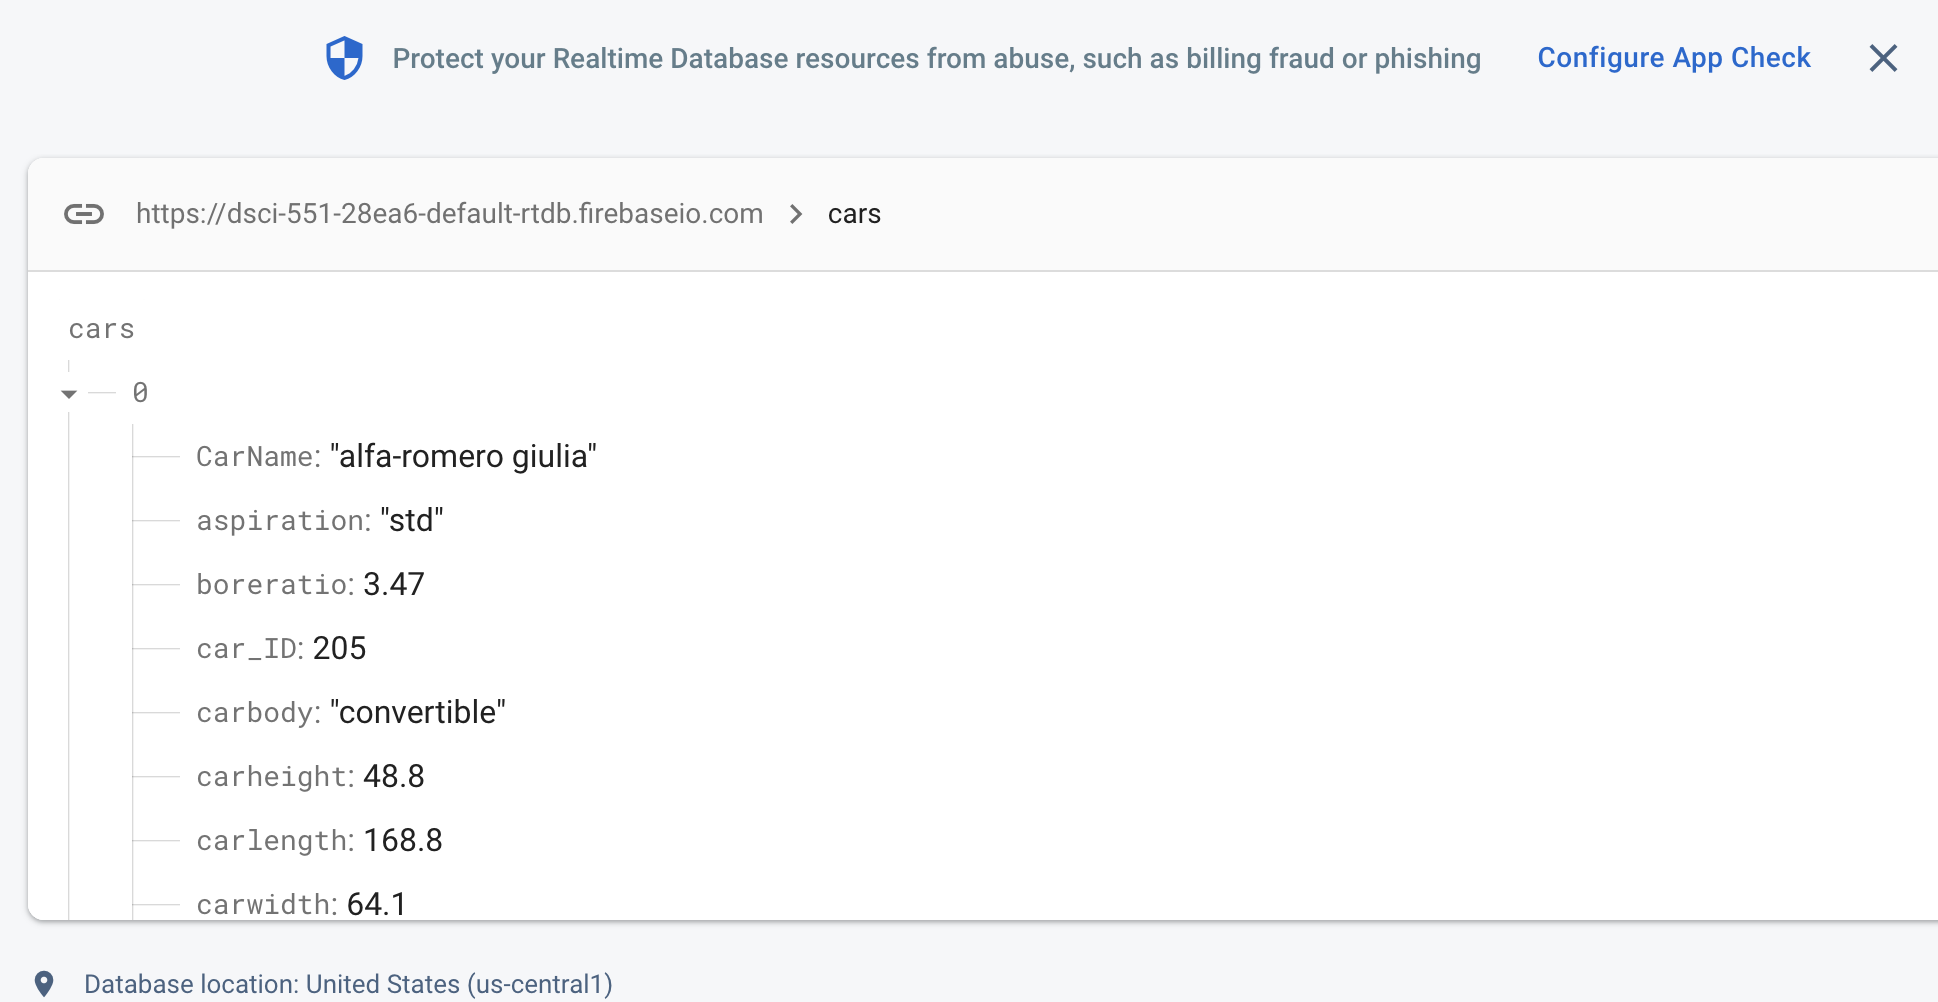 Protect your Realtime Database resources from abuse, such as billing fraud or phishing Configure App Check
https://dsci-551-28ea6-default-rtdb.firebaseio.com > cars
cars
0
CarName: "alfa-romero giulia"
aspiration: "std"
boreratio: 3.47
car_ID: 205
carbody: "convertible"
carheight: 48.8
carlength: 168.8
carwidth: 64.1
Database location: United States (us-central1)